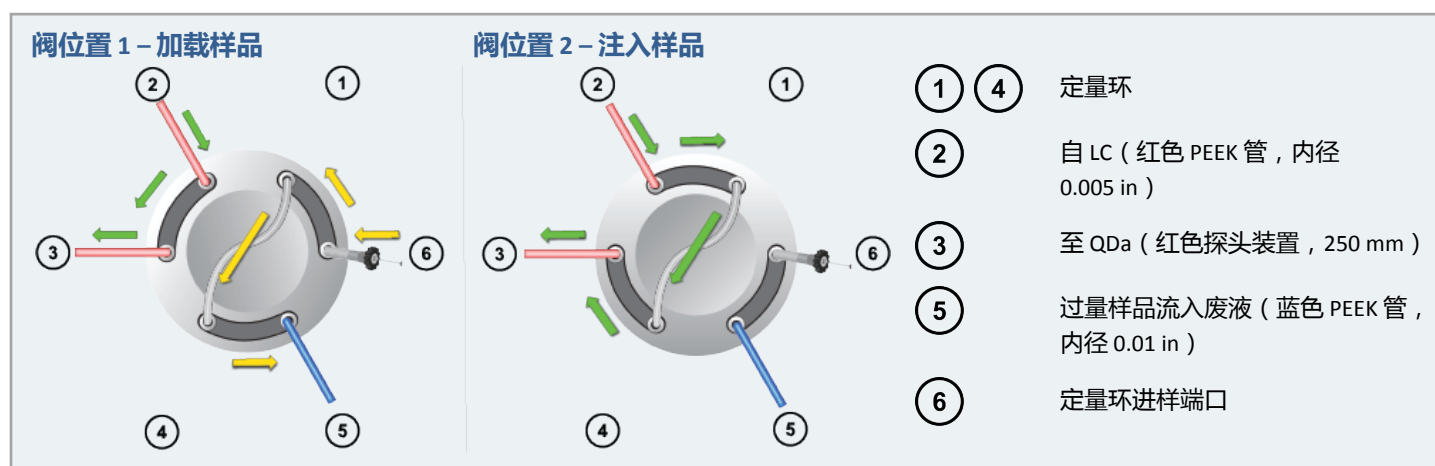 阀位置 1 – 加载样品
阀位置 2 – 注入样品
2
1
3
6
4
5
2
1
3
6
4
5
1 4 定量环
2 自 LC（红色 PEEK 管，内径
0.005 in）
3 至 QDa（红色探头装置，250 mm）
5 过量样品流入废液（蓝色 PEEK 管，
内径 0.01 in）
6 定量环进样端口